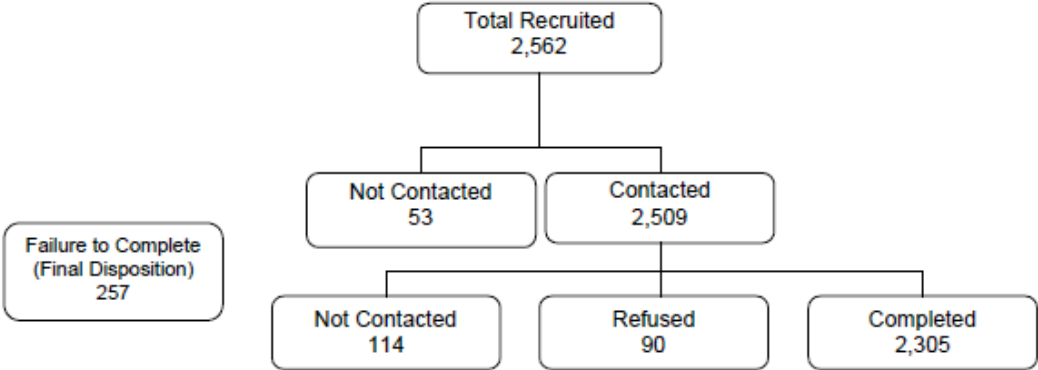 Total Recruited
2,562
Not Contacted
53
Contacted
2,509
Failure to Complete
(Final Disposition)
257
Not Contacted
114
Refused
90
Completed
2,305